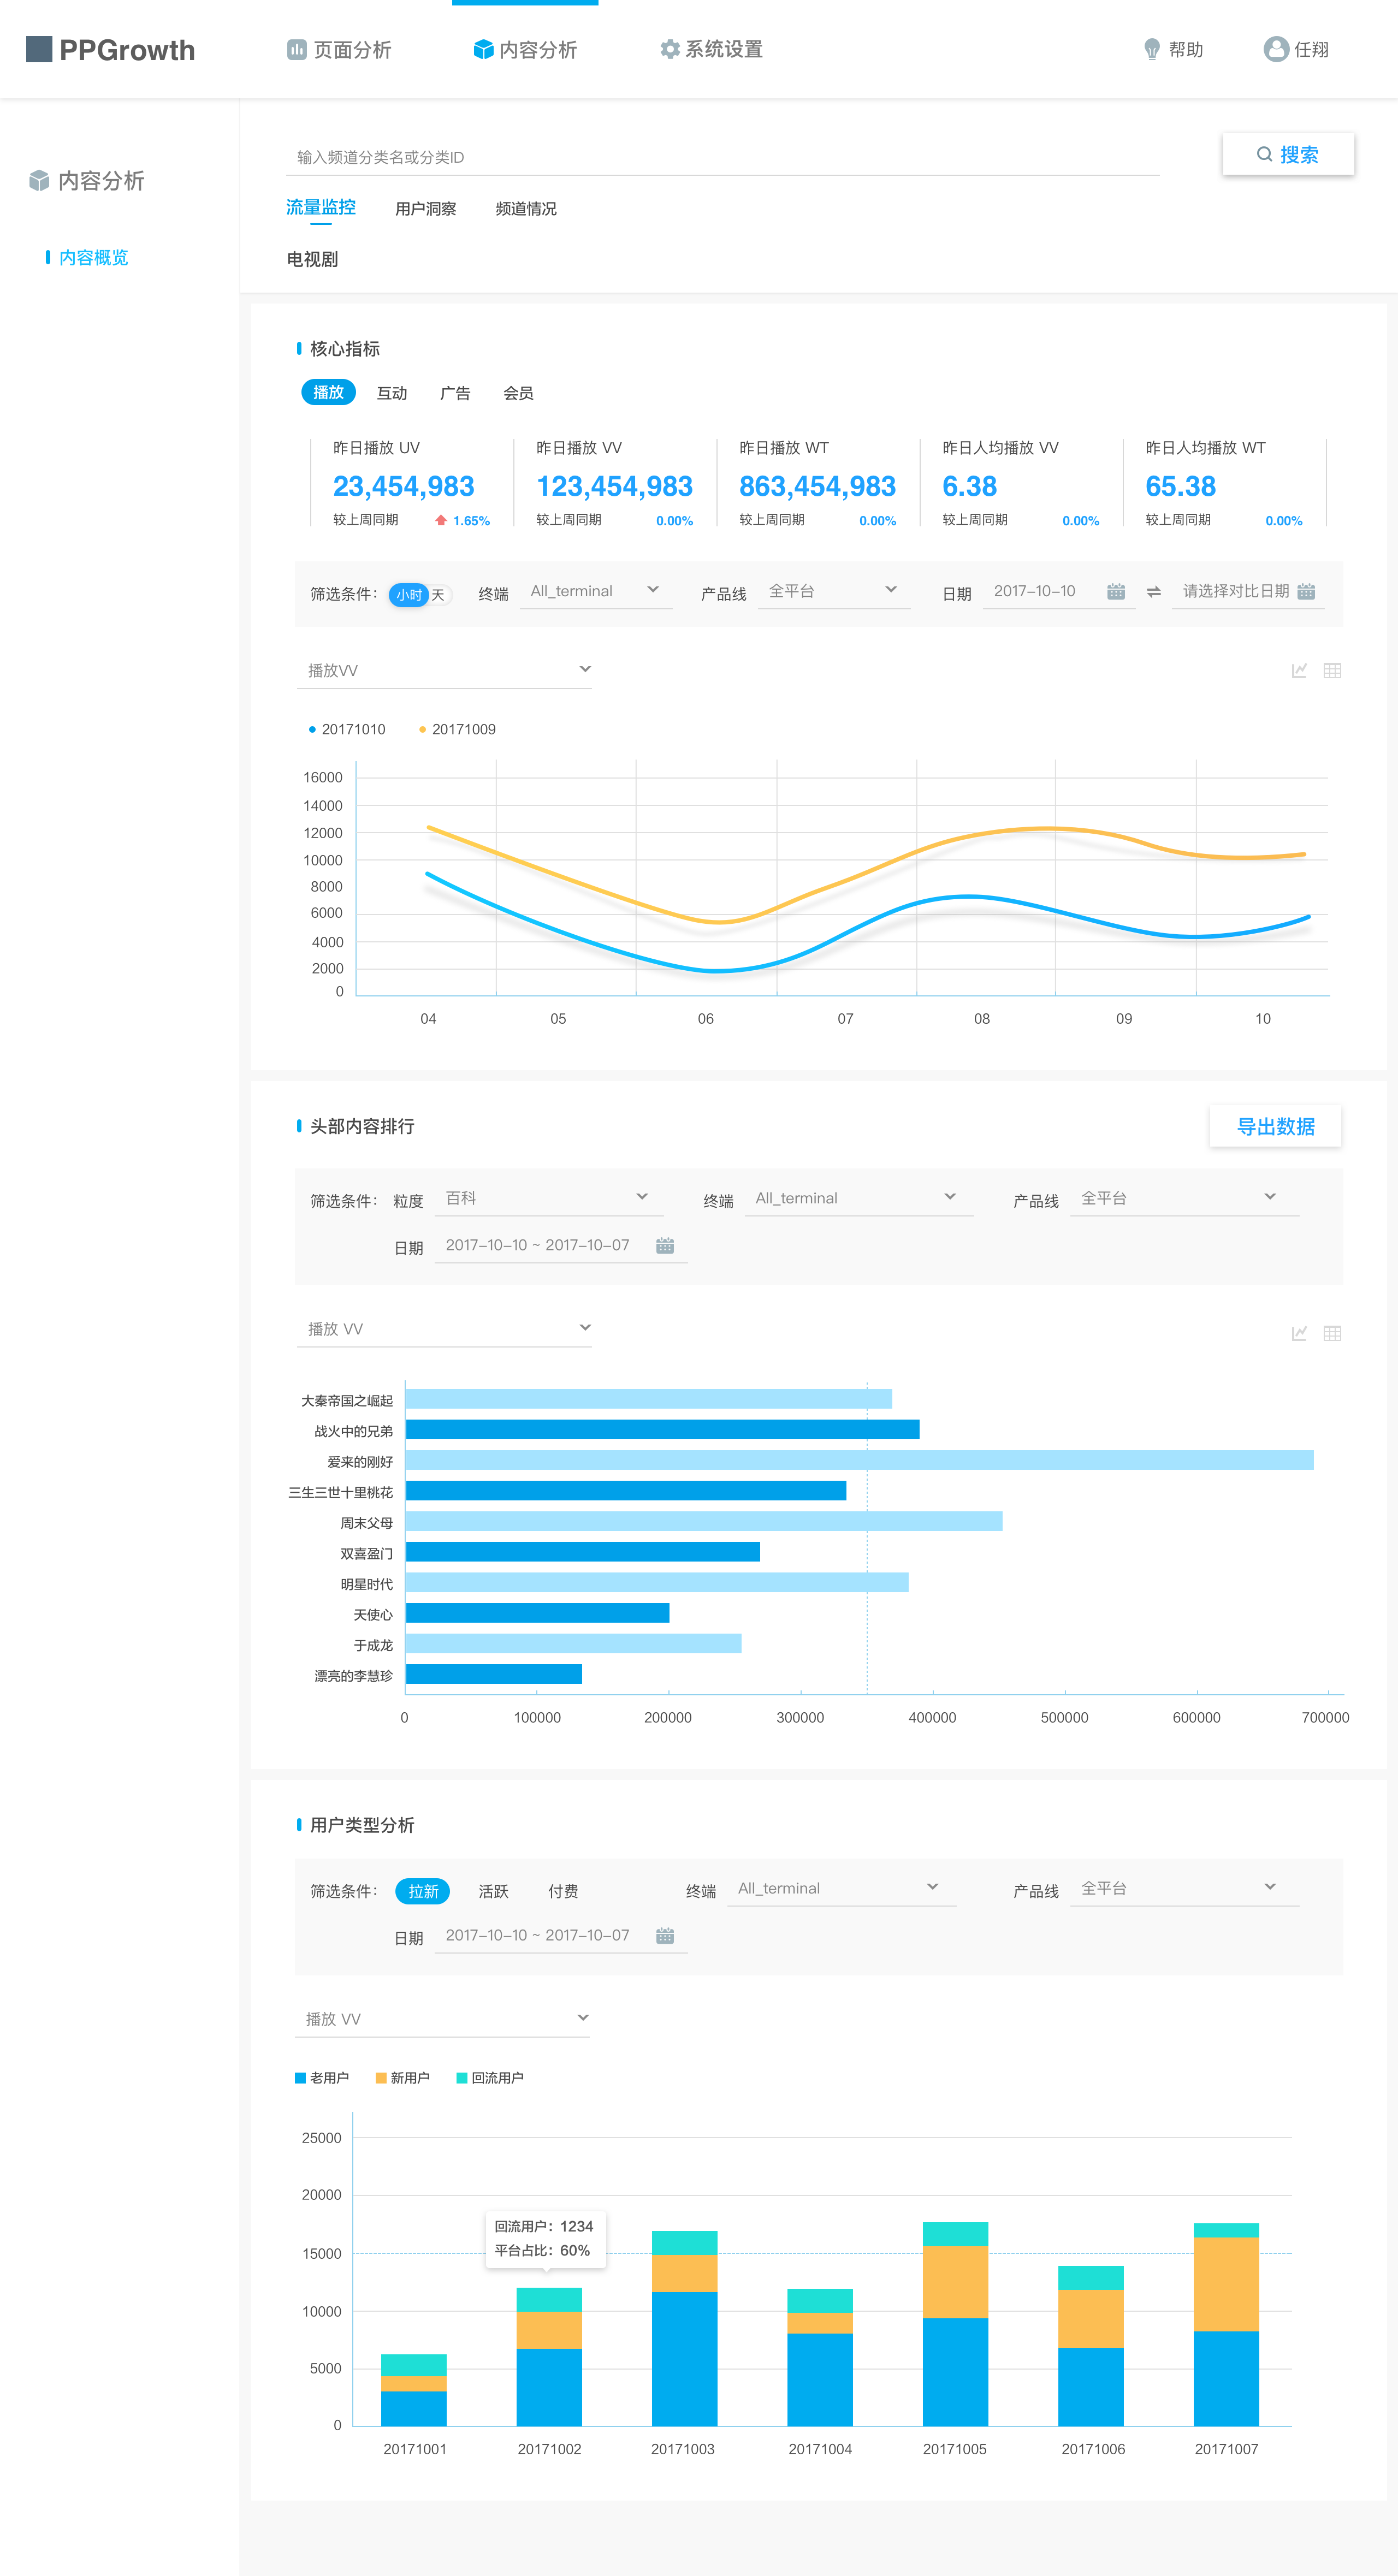 PPGrowth 页面分析 内容分析 系统设置 帮助 任翔
内容分析
内容概览
输入频道分类名或分类ID 搜索
流量监控 用户洞察 频道情况
电视剧
核心指标
播放 互动 广告 会员
昨日播放 UV 昨日播放 VV 昨日播放 WT 昨日人均播放 VV 昨日人均播放 WT
23,454,983 123,454,983 863,454,983 6.38 65.38
较上周同期 1.65% 较上周同期 0.00% 较上周同期 0.00% 较上周同期 0.00% 较上周同期 0.00%
筛选条件： 小时 天 终端 All_terminal 产品线 全平台 日期 2017-10-10 请选择对比日期
播放VV
20171010 20171009
16000
14000
12000
10000
8000
6000
4000
2000
0
04 05 06 07 08 09 10
头部内容排行 导出数据
筛选条件： 粒度 百科 终端 All_terminal 产品线 全平台
日期 2017-10-10 ~ 2017-10-07
播放 VV
大秦帝国之崛起
战火中的兄弟
爱来的刚好
三生三世十里桃花
周末父母
双喜盈门
明星时代
天使心
于成龙
漂亮的李慧珍
0 100000 200000 300000 400000 500000 600000 700000
用户类型分析
筛选条件： 拉新 活跃 付费 终端 All_terminal 产品线 全平台
日期 2017-10-10 ~ 2017-10-07
播放 VV
老用户 新用户 回流用户
25000
20000
回流用户：1234
平台占比：60%
15000
10000
5000
0
20171001 20171002 20171003 20171004 20171005 20171006 20171007